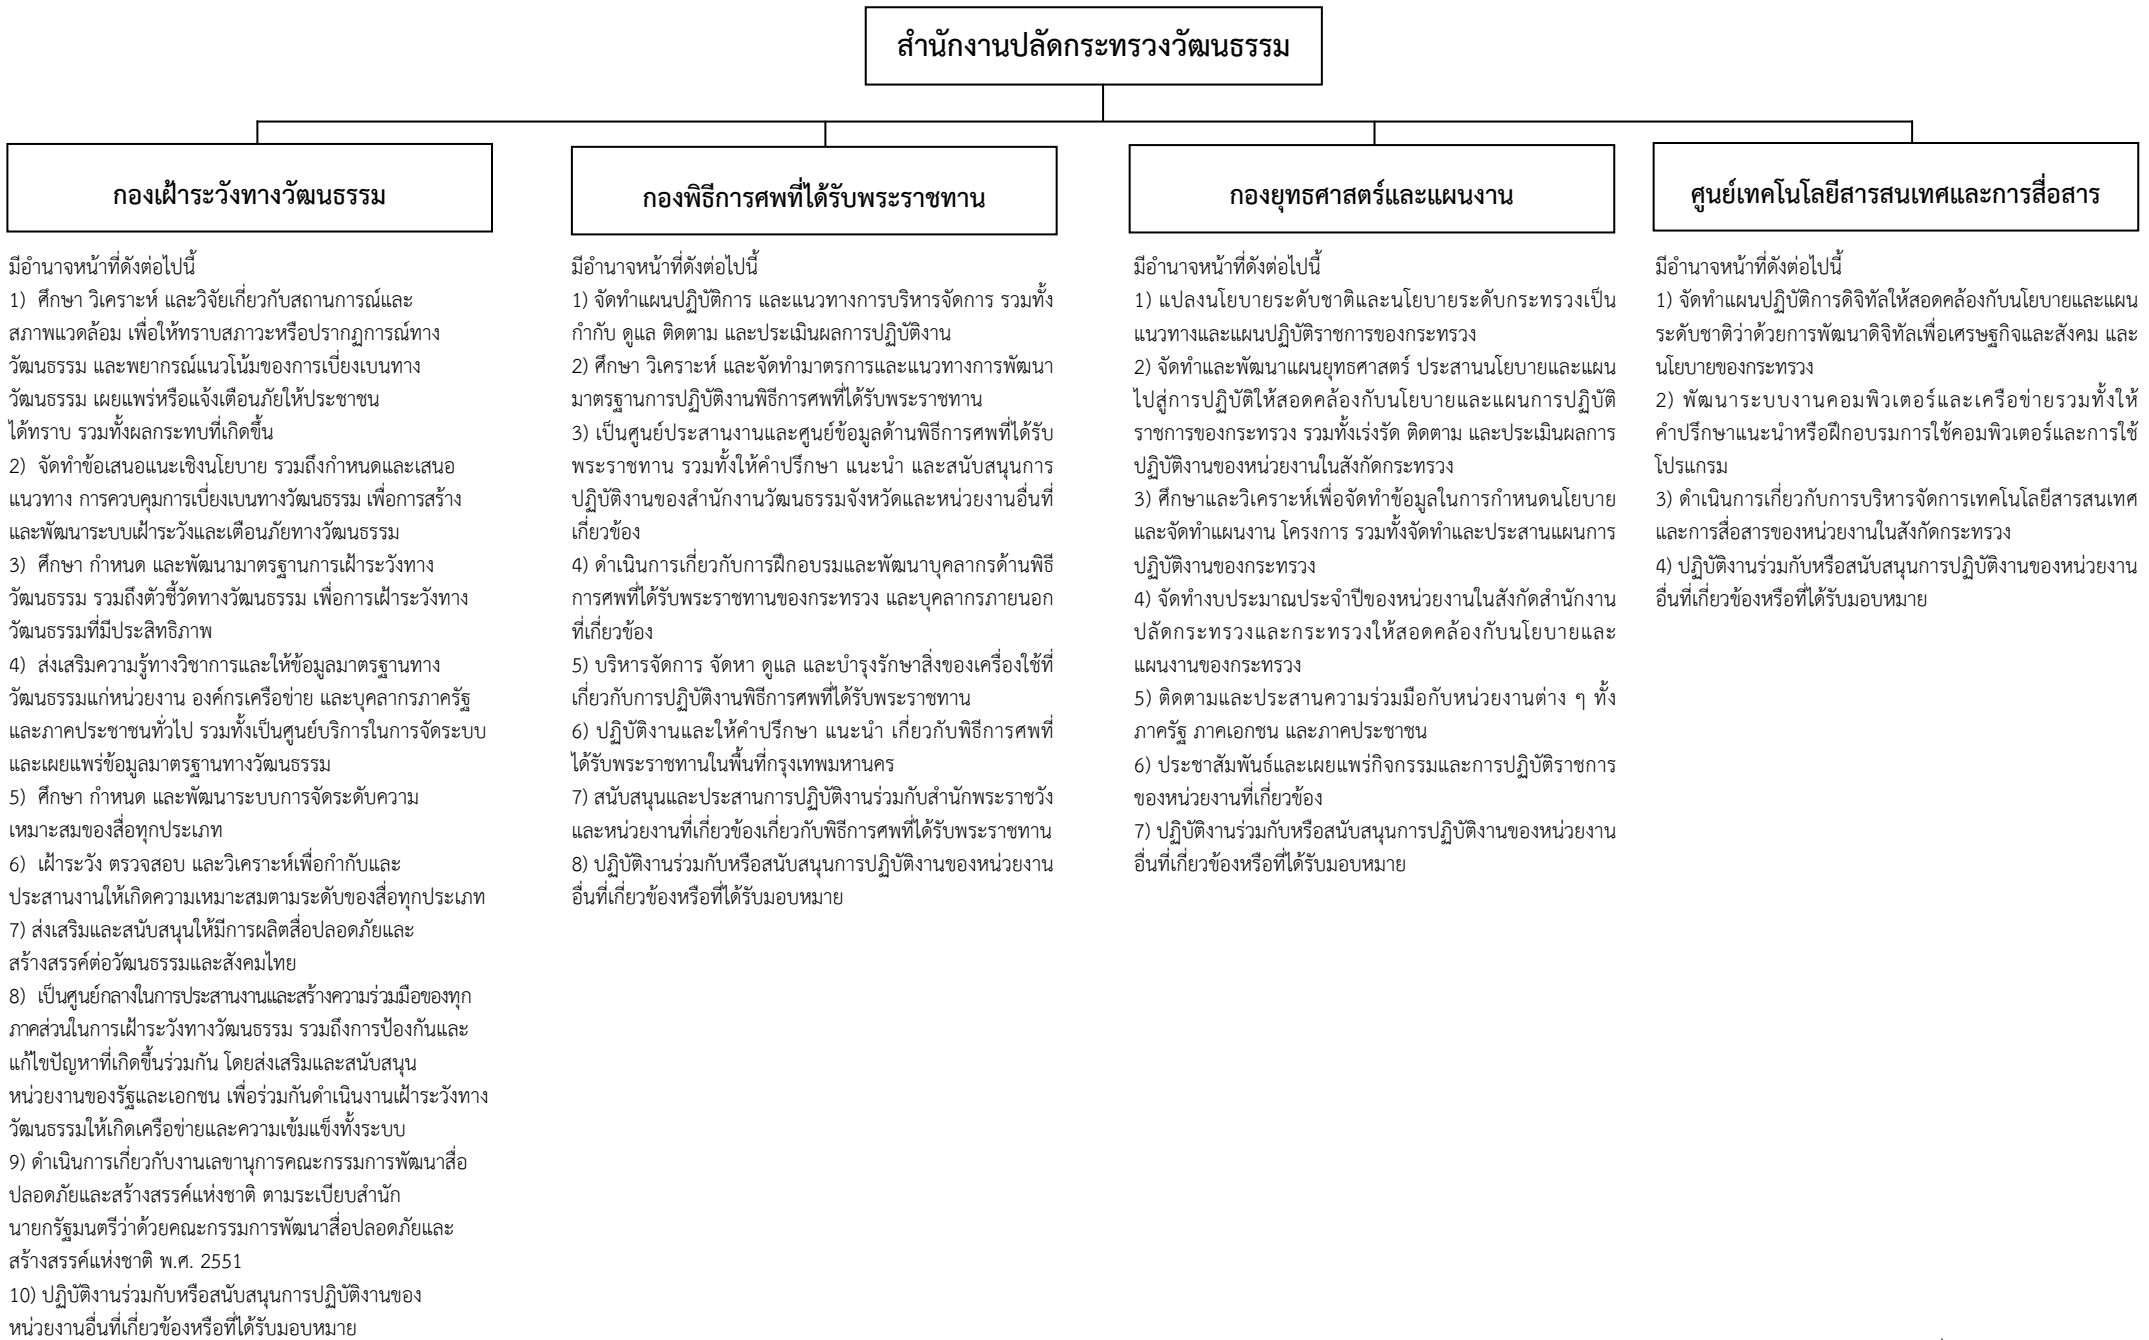 สำนักงานปลัดกระทรวงวัฒนธรรม
กองเฝ้าระวังทางวัฒนธรรม
มีอำนาจหน้าที่ดังต่อไปนี้
1) ศึกษา วิเคราะห์ และวิจัยเกี่ยวกับสถานการณ์และ
สภาพแวดล้อม เพื่อให้ทราบสภาวะหรือปรากฏการณ์ทาง
วัฒนธรรม และพยากรณ์แนวโน้มของการเบี่ยงเบนทาง
วัฒนธรรม เผยแพร่หรือแจ้งเตือนภัยให้ประชาชน
ได้ทราบ รวมทั้งผลกระทบที่เกิดขึ้น
2) จัดทำข้อเสนอแนะเชิงนโยบาย รวมถึงกำหนดและเสนอ
แนวทาง การควบคุมการเบี่ยงเบนทางวัฒนธรรม เพื่อการสร้าง
และพัฒนาระบบเฝ้าระวังและเตือนภัยทางวัฒนธรรม
3) ศึกษา กำหนด และพัฒนามาตรฐานการเฝ้าระวังทาง
วัฒนธรรม รวมถึงตัวชี้วัดทางวัฒนธรรม เพื่อการเฝ้าระวังทาง
วัฒนธรรมที่มีประสิทธิภาพ
4) ส่งเสริมความรู้ทางวิชาการและให้ข้อมูลมาตรฐานทาง
วัฒนธรรมแก่หน่วยงาน องค์กรเครือข่าย และบุคลากรภาครัฐ
และภาคประชาชนทั่วไป รวมทั้งเป็นศูนย์บริการในการจัดระบบ
และเผยแพร่ข้อมูลมาตรฐานทางวัฒนธรรม
5) ศึกษา กำหนด และพัฒนาระบบการจัดระดับความ
เหมาะสมของสื่อทุกประเภท
6) เฝ้าระวัง ตรวจสอบ และวิเคราะห์เพื่อกำกับและ
ประสานงานให้เกิดความเหมาะสมตามระดับของสื่อทุกประเภท
7) ส่งเสริมและสนับสนุนให้มีการผลิตสื่อปลอดภัยและ
สร้างสรรค์ต่อวัฒนธรรมและสังคมไทย
8) เป็นศูนย์กลางในการประสานงานและสร้างความร่วมมือของทุก
ภาคส่วนในการเฝ้าระวังทางวัฒนธรรม รวมถึงการป้องกันและ
แก้ไขปัญหาที่เกิดขึ้นร่วมกัน โดยส่งเสริมและสนับสนุน
หน่วยงานของรัฐและเอกชน เพื่อร่วมกันดำเนินงานเฝ้าระวังทาง
วัฒนธรรมให้เกิดเครือข่ายและความเข้มแข็งทั้งระบบ
9) ดำเนินการเกี่ยวกับงานเลขานุการคณะกรรมการพัฒนาสื่อ
ปลอดภัยและสร้างสรรค์แห่งชาติ ตามระเบียบสำนัก
นายกรัฐมนตรีว่าด้วยคณะกรรมการพัฒนาสื่อปลอดภัยและ
สร้างสรรค์แห่งชาติ พ.ศ. 2551
10) ปฏิบัติงานร่วมกับหรือสนับสนุนการปฏิบัติงานของ
หน่วยงานอื่นที่เกี่ยวข้องหรือที่ได้รับมอบหมาย
กองพิธีการศพที่ได้รับพระราชทาน
มีอำนาจหน้าที่ดังต่อไปนี้
1) จัดทำแผนปฏิบัติการ และแนวทางการบริหารจัดการ รวมทั้ง
กำกับ ดูแล ติดตาม และประเมินผลการปฏิบัติงาน
2) ศึกษา วิเคราะห์ และจัดทำมาตรการและแนวทางการพัฒนา
มาตรฐานการปฏิบัติงานพิธีการศพที่ได้รับพระราชทาน
3) เป็นศูนย์ประสานงานและศูนย์ข้อมูลด้านพิธีการศพที่ได้รับ
พระราชทาน รวมทั้งให้คำปรึกษา แนะนำ และสนับสนุนการ
ปฏิบัติงานของสำนักงานวัฒนธรรมจังหวัดและหน่วยงานอื่นที่
เกี่ยวข้อง
4) ดำเนินการเกี่ยวกับการฝึกอบรมและพัฒนาบุคลากรด้านพิธี
การศพที่ได้รับพระราชทานของกระทรวง และบุคลากรภายนอก
ที่เกี่ยวข้อง
5) บริหารจัดการ จัดหา ดูแล และบำรุงรักษาสิ่งของเครื่องใช้ที่
เกี่ยวกับการปฏิบัติงานพิธีการศพที่ได้รับพระราชทาน
6) ปฏิบัติงานและให้คำปรึกษา แนะนำ เกี่ยวกับพิธีการศพที่
ได้รับพระราชทานในพื้นที่กรุงเทพมหานคร
7) สนับสนุนและประสานการปฏิบัติงานร่วมกับสำนักพระราชวัง
และหน่วยงานที่เกี่ยวข้องเกี่ยวกับพิธีการศพที่ได้รับพระราชทาน
8) ปฏิบัติงานร่วมกับหรือสนับสนุนการปฏิบัติงานของหน่วยงาน
อื่นที่เกี่ยวข้องหรือที่ได้รับมอบหมาย
กองยุทธศาสตร์และแผนงาน
มีอำนาจหน้าที่ดังต่อไปนี้
1) แปลงนโยบายระดับชาติและนโยบายระดับกระทรวงเป็น
แนวทางและแผนปฏิบัติราชการของกระทรวง
2) จัดทำและพัฒนาแผนยุทธศาสตร์ ประสานนโยบายและแผน
ไปสู่การปฏิบัติให้สอดคล้องกับนโยบายและแผนการปฏิบัติ
ราชการของกระทรวง รวมทั้งเร่งรัด ติดตาม และประเมินผลการ
ปฏิบัติงานของหน่วยงานในสังกัดกระทรวง
3) ศึกษาและวิเคราะห์เพื่อจัดทำข้อมูลในการกำหนดนโยบาย
และจัดทำแผนงาน โครงการ รวมทั้งจัดทำและประสานแผนการ
ปฏิบัติงานของกระทรวง
4) จัดทำงบประมาณประจำปีของหน่วยงานในสังกัดสำนักงาน
ปลัดกระทรวงและกระทรวงให้สอดคล้องกับนโยบายและ
แผนงานของกระทรวง
5) ติดตามและประสานความร่วมมือกับหน่วยงานต่าง ๆ ทั้ง
ภาครัฐ ภาคเอกชน และภาคประชาชน
6) ประชาสัมพันธ์และเผยแพร่กิจกรรมและการปฏิบัติราชการ
ของหน่วยงานที่เกี่ยวข้อง
7) ปฏิบัติงานร่วมกับหรือสนับสนุนการปฏิบัติงานของหน่วยงาน
อื่นที่เกี่ยวข้องหรือที่ได้รับมอบหมาย
ศูนย์เทคโนโลยีสารสนเทศและการสื่อสาร
มีอำนาจหน้าที่ดังต่อไปนี้
1) จัดทำแผนปฏิบัติการดิจิทัลให้สอดคล้องกับนโยบายและแผน
ระดับชาติว่าด้วยการพัฒนาดิจิทัลเพื่อเศรษฐกิจและสังคม และ
นโยบายของกระทรวง
2) พัฒนาระบบงานคอมพิวเตอร์และเครือข่ายรวมทั้งให้
คำปรึกษาแนะนำหรือฝึกอบรมการใช้คอมพิวเตอร์และการใช้
โปรแกรม
3) ดำเนินการเกี่ยวกับการบริหารจัดการเทคโนโลยีสารสนเทศ
และการสื่อสารของหน่วยงานในสังกัดกระทรวง
4) ปฏิบัติงานร่วมกับหรือสนับสนุนการปฏิบัติงานของหน่วยงาน
อื่นที่เกี่ยวข้องหรือที่ได้รับมอบหมาย